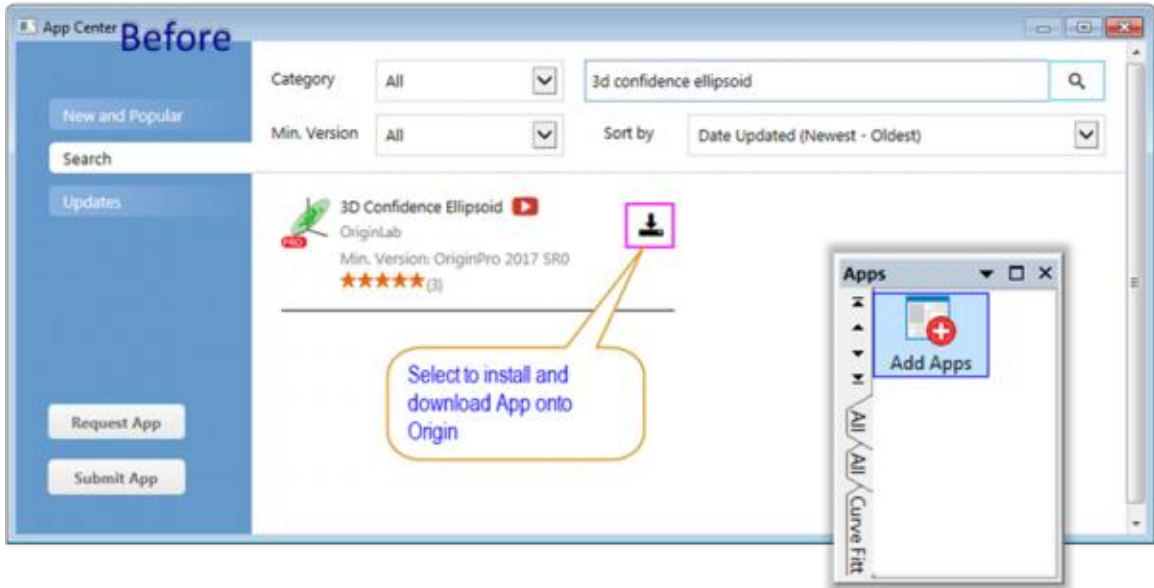 App Center
Before
Category
All
3d confidence ellipsoid
New and Popular
Min. Version
All
Sort by
Date Updated (Newest - Oldest)
Search
Updates
3D Confidence Ellipsoid
OriginLab
PRO
Min. Version: OriginPro 2017 SR0
(3)
Select to install and
download App onto
Origin
Request App
Submit App
Apps
Add Apps
All
All
Curve Fitt